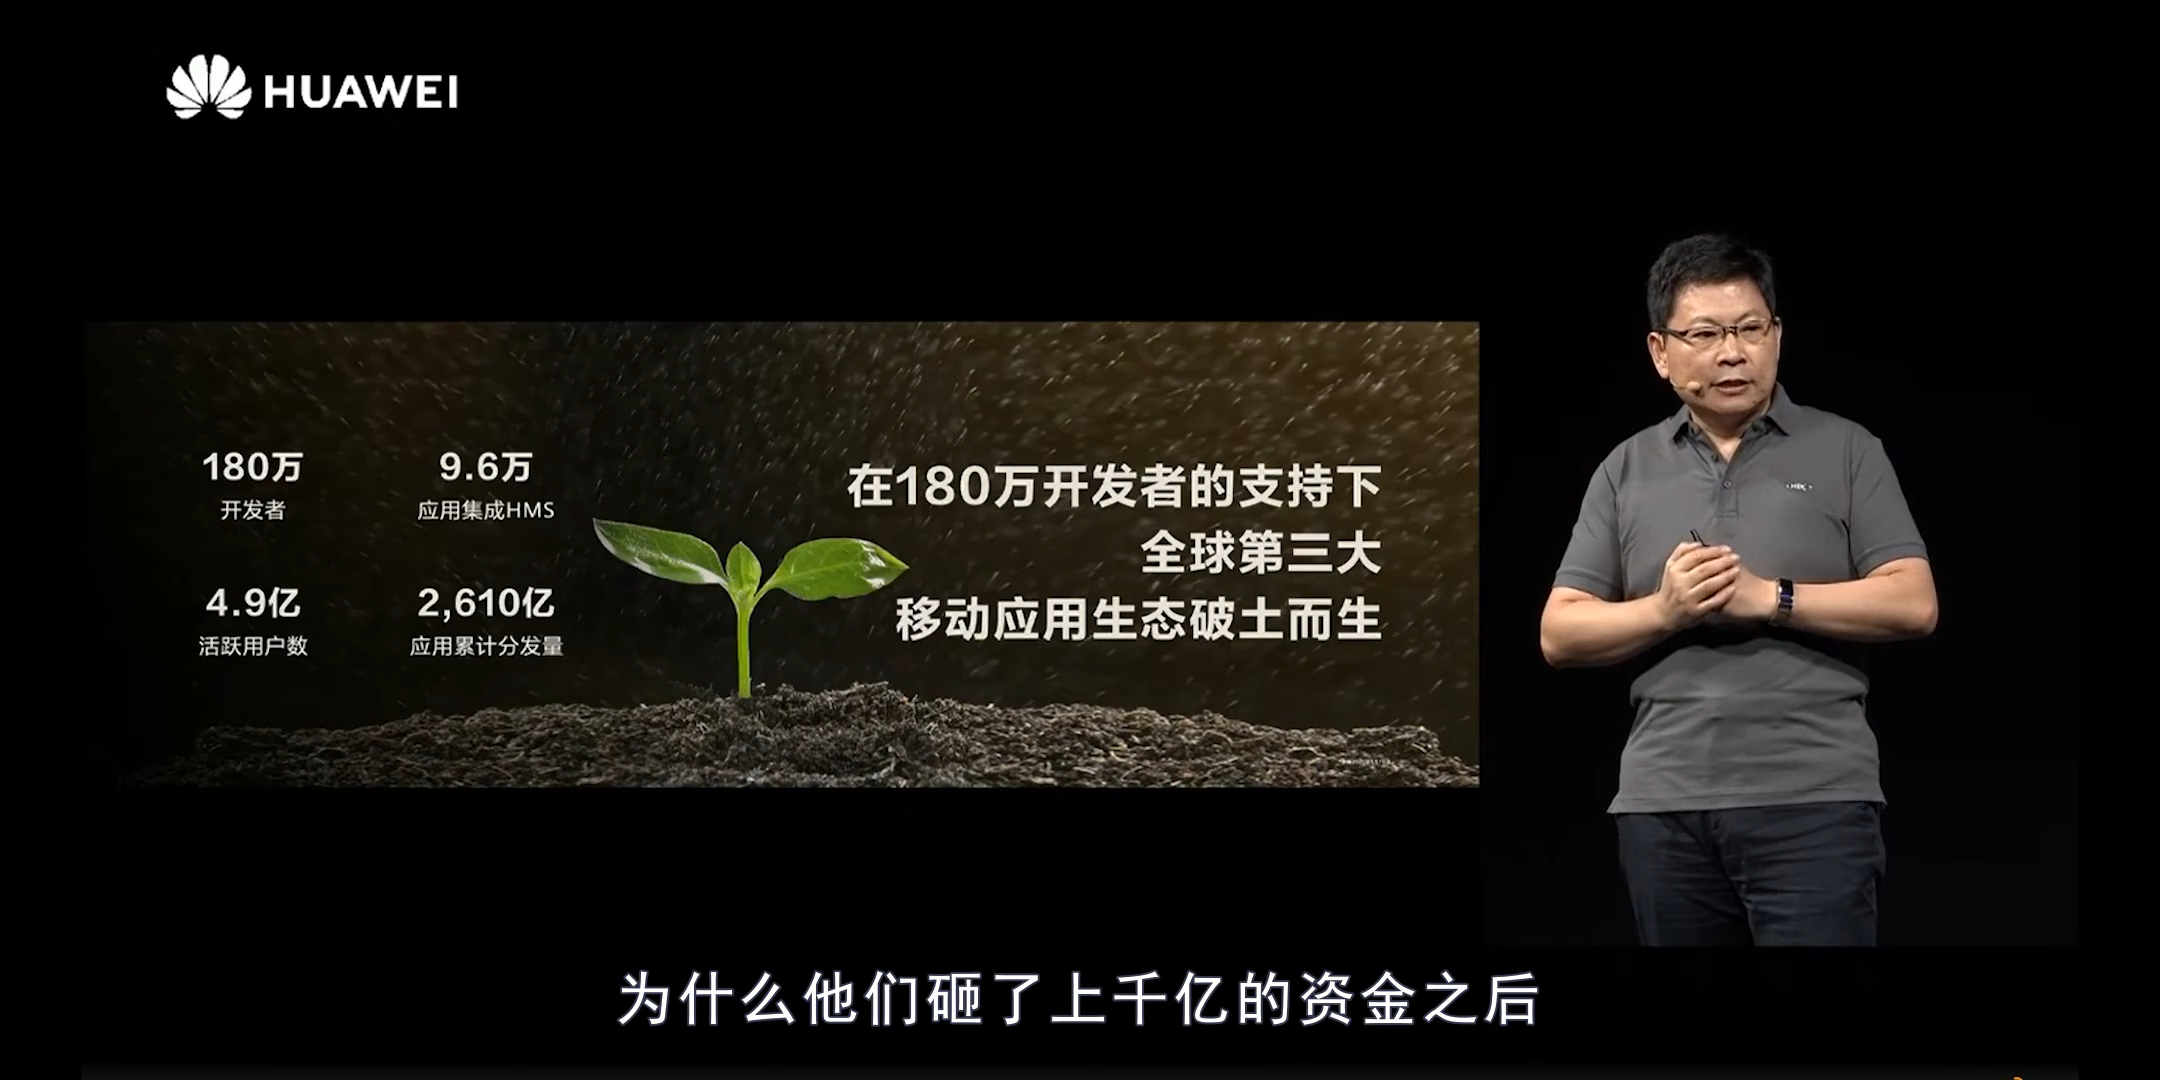 HUAWEI
180万
开发者
9.6万
应用集成HMS
4.9亿
活跃用户数
2,610亿
应用累计分发量
在180万开发者的支持下
全球第三大
移动应用生态破土而生
HDC
为什么他们砸了上千亿的资金之后